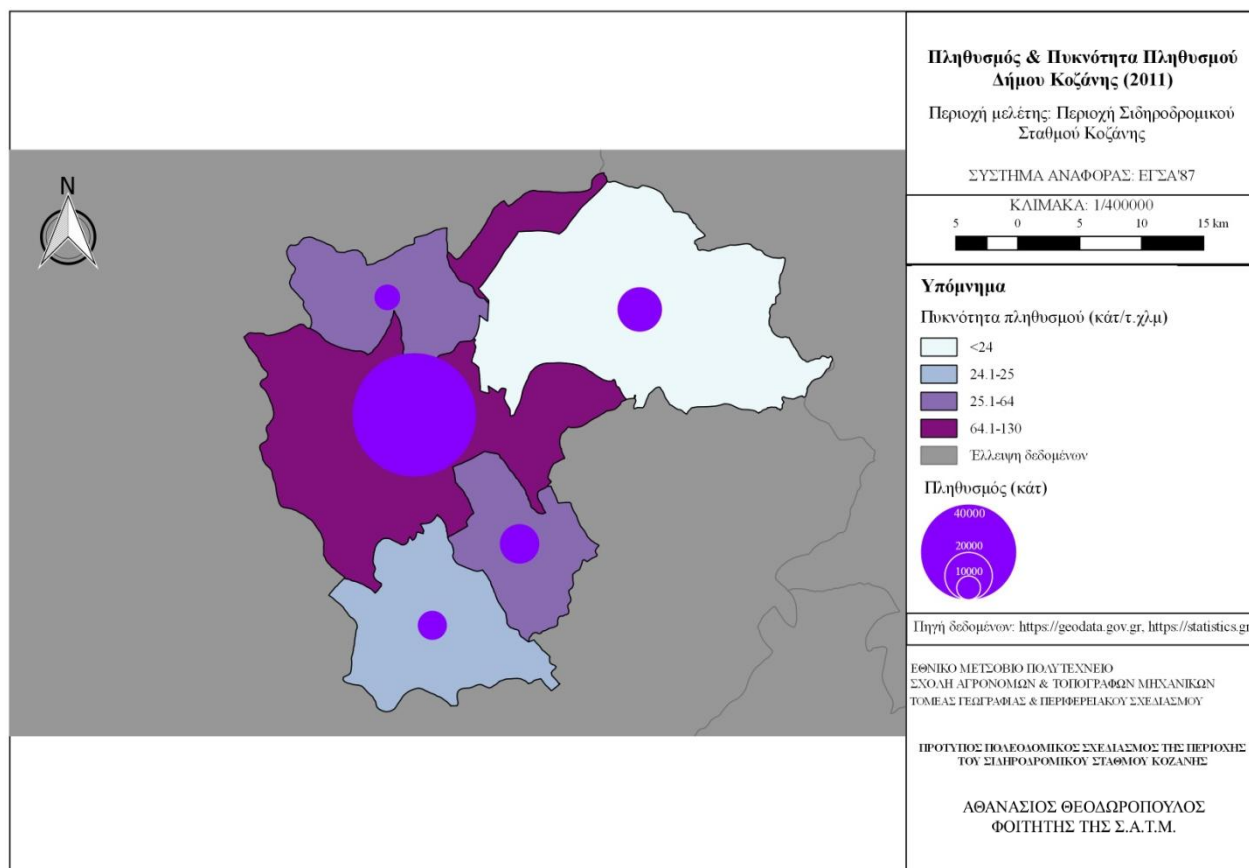 N
Πληθυσμός & Πυκνότητα Πληθυσμού
Δήμου Κοζάνης (2011)
Περιοχή μελέτης: Περιοχή Σιδηροδρομικού
Σταθμού Κοζάνης
ΣΥΣΤΗΜΑ ΑΝΑΦΟΡΑΣ: ΕΓΣΑ'87
ΚΛΙΜΑΚΑ: 1/400000
5 0 5 10 15 km
Υπόμνημα
Πυκνότητα πληθυσμού (κάτ/τ.χλμ)
<24
24.1-25
25.1-64
64.1-130
Έλλειψη δεδομένων
Πληθυσμός (κάτ)
40000
20000
10000
Πηγή δεδομένων: https://geodata.gov.gr, https://statistics.gr
ΕΘΝΙΚΟ ΜΕΤΣΟΒΙΟ ΠΟΛΥΤΕΧΝΕΙΟ
ΣΧΟΛΗ ΑΓΡΟΝΟΜΩΝ & ΤΟΠΟΓΡΑΦΩΝ ΜΗΧΑΝΙΚΩΝ
ΤΟΜΕΑΣ ΓΕΩΓΡΑΦΙΑΣ & ΠΕΡΙΦΕΡΕΙΑΚΟΥ ΣΧΕΔΙΑΣΜΟΥ
ΠΡΟΤΥΠΟΣ ΠΟΛΕΟΔΟΜΙΚΟΣ ΣΧΕΔΙΑΣΜΟΣ ΤΗΣ ΠΕΡΙΟΧΗΣ
ΤΟΥ ΣΙΔΗΡΟΔΡΟΜΙΚΟΥ ΣΤΑΘΜΟΥ ΚΟΖΑΝΗΣ
ΑΘΑΝΑΣΙΟΣ ΘΕΟΔΩΡΟΠΟΥΛΟΣ
ΦΟΙΤΗΤΗΣ ΤΗΣ Σ.Α.Τ.Μ.